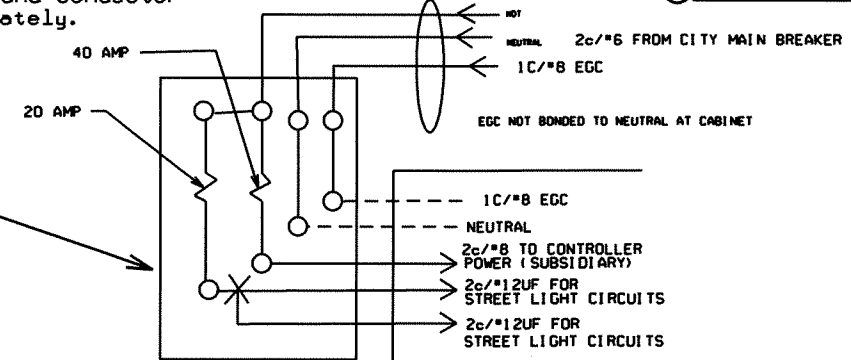 ately.
HOT
NEUTRAL 2c/#6 FROM CITY MAIN BREAKER
40 AMP
1C/#8 EGC
20 AMP
EGC NOT BONDED TO NEUTRAL AT CABINET
1C/#8 EGC
NEUTRAL
2c/#8 TO CONTROLLER
POWER (SUBSIDIARY)
2c/#12UF FOR
STREET LIGHT CIRCUITS
2c/#12UF FOR
STREET LIGHT CIRCUITS